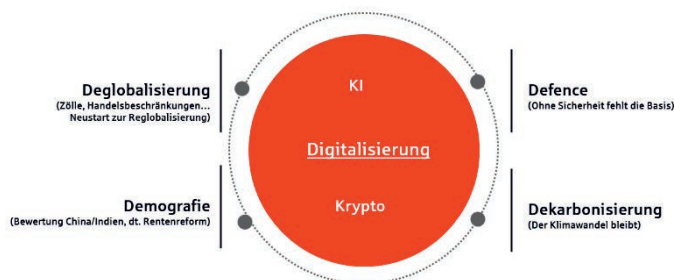 Deglobalisierung
(Zölle, Handelsbeschränkungen...
Neustart zur Reglobalisierung)
Demografie
(Bewertung China/Indien, dt. Rentenreform)
KI
Digitalisierung
Krypto
Defence
(Ohne Sicherheit fehlt die Basis)
Dekarbonisierung
(Der Klimawandel bleibt)